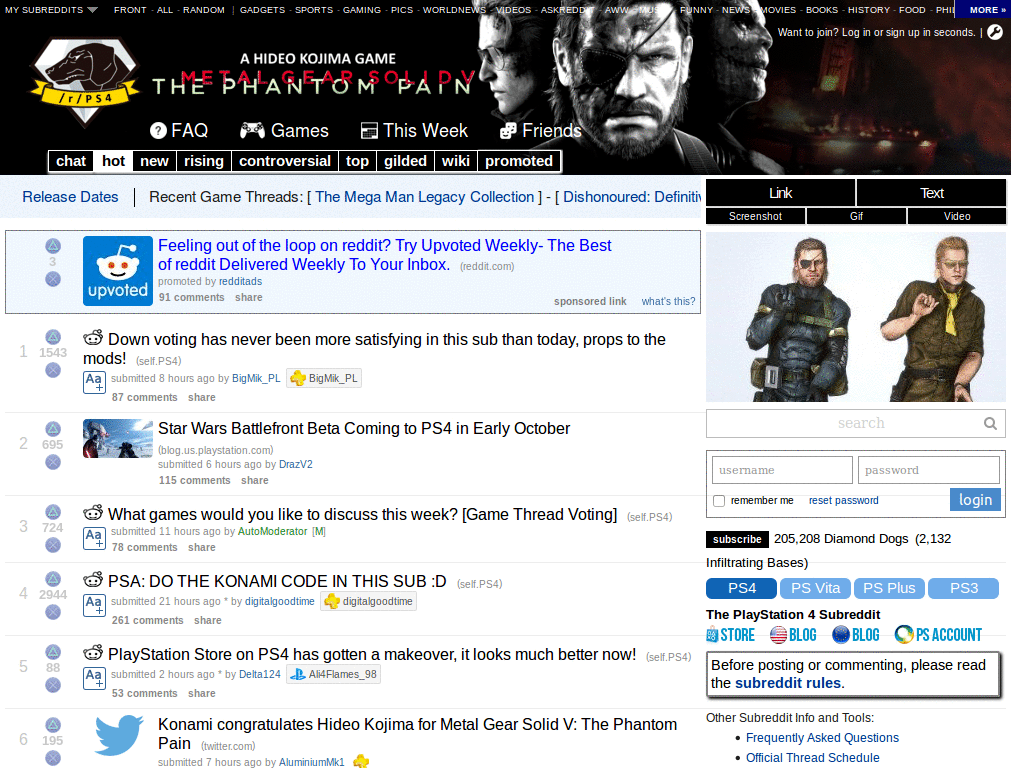 MY SUBREDDITS FRONT - ALL - RANDOM | GADGETS - SPORTS - GAMING - PICS - WORLDNEWS - VIDEOS - ASKREDDIT - AWW - MUSIC - FUNNY - NEWS - MOVIES - BOOKS - HISTORY - FOOD - PHIL MORE »
Want to join? Log in or sign up in seconds. |
A HIDEO KOJIMA GAME
METAL GEAR SOLID V
THE PHANTOM PAIN
/r/PS4
FAQ Games This Week Friends
chat hot new rising controversial top gilded wiki promoted
Release Dates Recent Game Threads: [ The Mega Man Legacy Collection ] - [ Dishonoured: Definitiv
3
upvoted
Feeling out of the loop on reddit? Try Upvoted Weekly- The Best
of reddit Delivered Weekly To Your Inbox. (reddit.com)
promoted by redditads
91 comments share
sponsored link what's this?
1
1543
Down voting has never been more satisfying in this sub than today, props to the
mods! (self.PS4)
Aa+
submitted 8 hours ago by BigMik_PL BigMik_PL
87 comments share
2
695
Star Wars Battlefront Beta Coming to PS4 in Early October
(blog.us.playstation.com)
submitted 6 hours ago by DrazV2
115 comments share
3
724
What games would you like to discuss this week? [Game Thread Voting] (self.PS4)
Aa+
submitted 11 hours ago by AutoModerator [M]
78 comments share
4
2944
PSA: DO THE KONAMI CODE IN THIS SUB :D (self.PS4)
Aa+
submitted 21 hours ago * by digitalgoodtime digitalgoodtime
261 comments share
5
88
PlayStation Store on PS4 has gotten a makeover, it looks much better now! (self.PS4)
Aa+
submitted 2 hours ago * by Delta124 Ali4Flames_98
53 comments share
6
195
Konami congratulates Hideo Kojima for Metal Gear Solid V: The Phantom
Pain (twitter.com)
submitted 7 hours ago by AluminiumMk1
Link Text
Screenshot Gif Video
search
username password
remember me reset password login
subscribe 205,208 Diamond Dogs (2,132
Infiltrating Bases)
PS4 PS Vita PS Plus PS3
The PlayStation 4 Subreddit
STORE BLOG BLOG PS ACCOUNT
Before posting or commenting, please read
the subreddit rules.
Other Subreddit Info and Tools:
• Frequently Asked Questions
• Official Thread Schedule